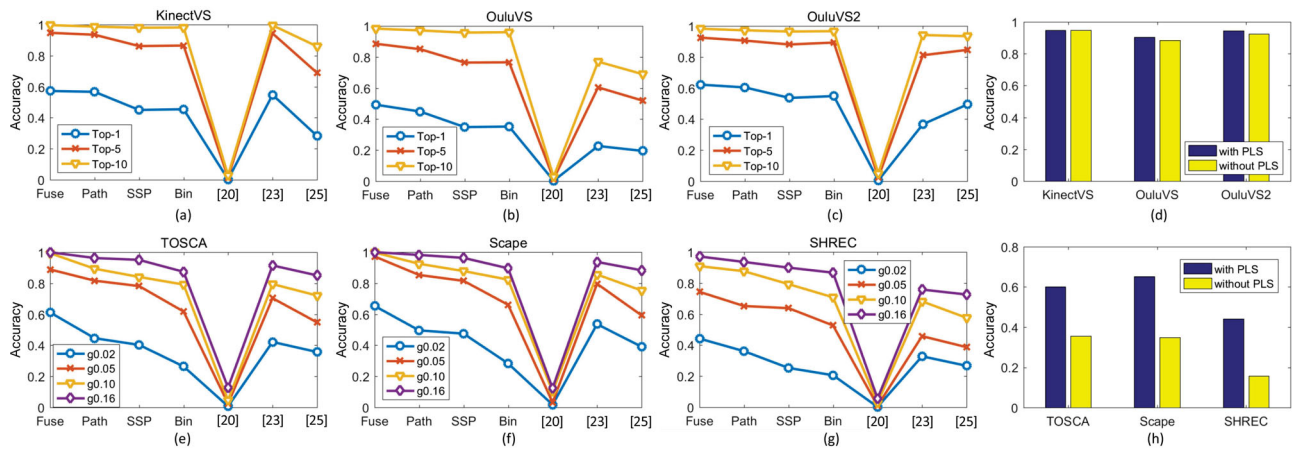 KinectVS
1
0.8
0.6
0.4
0.2
0
Accuracy
Top-1
Top-5
Top-10
Fuse Path SSP Bin [20] [23] [25]
(a)
OuluVS
1
0.8
0.6
0.4
0.2
0
Accuracy
Top-1
Top-5
Top-10
Fuse Path SSP Bin [20] [23] [25]
(b)
OuluVS2
1
0.8
0.6
0.4
0.2
0
Accuracy
Top-1
Top-5
Top-10
Fuse Path SSP Bin [20] [23] [25]
(c)
1
0.8
0.6
0.4
0.2
0
Accuracy
with PLS
without PLS
KinectVS OuluVS OuluVS2
(d)
TOSCA
1
0.8
0.6
0.4
0.2
0
Accuracy
g0.02
g0.05
g0.10
g0.16
Fuse Path SSP Bin [20] [23] [25]
(e)
Scape
1
0.8
0.6
0.4
0.2
0
Accuracy
g0.02
g0.05
g0.10
g0.16
Fuse Path SSP Bin [20] [23] [25]
(f)
SHREC
1
0.8
0.6
0.4
0.2
0
Accuracy
g0.02
g0.05
g0.10
g0.16
Fuse Path SSP Bin [20] [23] [25]
(g)
0.8
0.6
0.4
0.2
0
Accuracy
with PLS
without PLS
TOSCA Scape SHREC
(h)